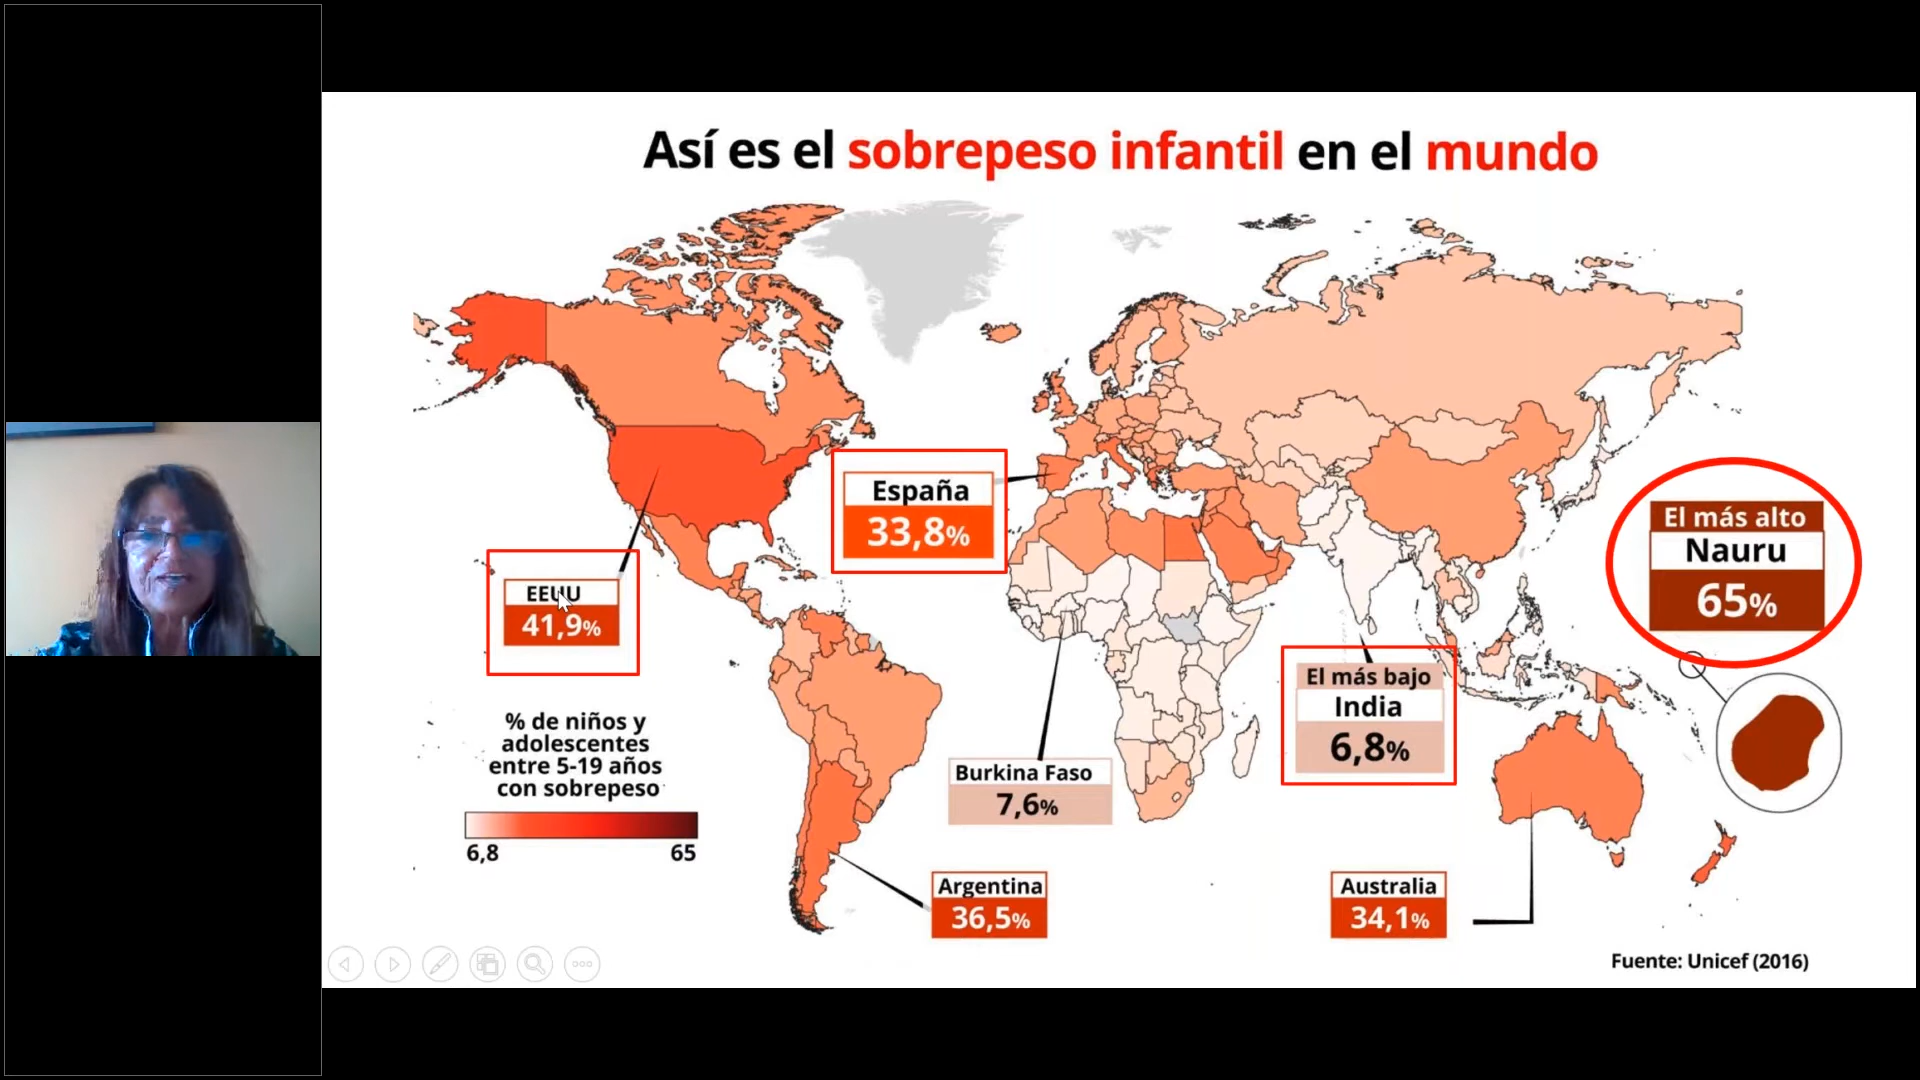 Así es el sobrepeso infantil en el mundo
España
33,8%
El más alto
Nauru
65%
EEUU
41,9%
El más bajo
India
6,8%
% de niños y
adolescentes
entre 5-19 años
con sobrepeso
6,8 65
Burkina Faso
7,6%
Argentina
36,5%
Australia
34,1%
Fuente: Unicef (2016)